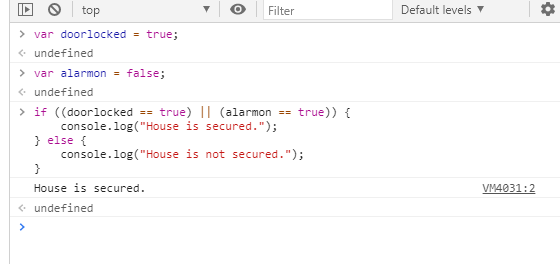 top Filter Default levels
> var doorlocked = true;
undefined
> var alarmon = false;
undefined
> if ((doorlocked == true) || (alarmon == true)) {
console.log("House is secured.");
} else {
console.log("House is not secured.");
}
House is secured. VM4031:2
undefined
>